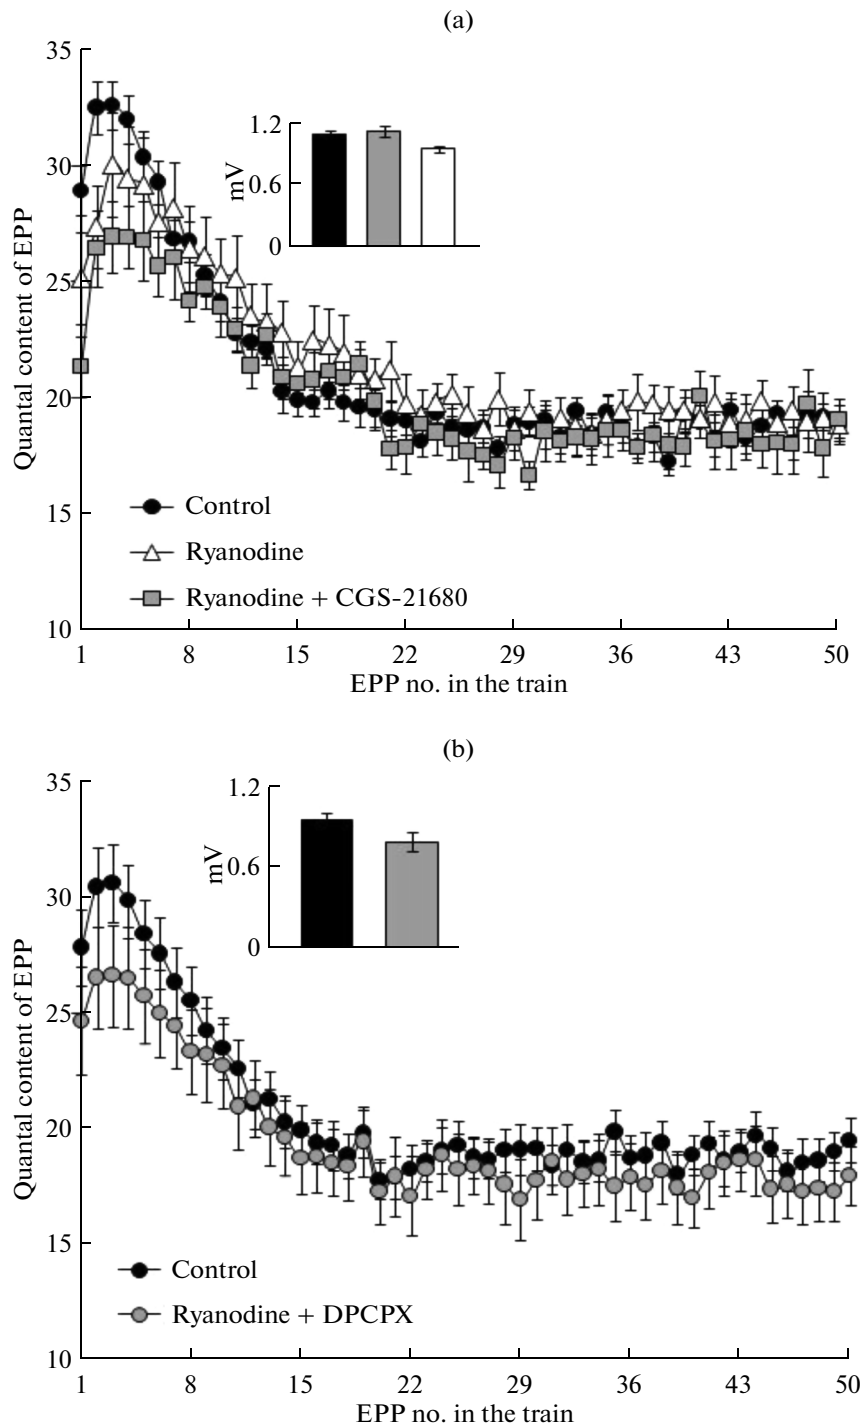 (a)
35
30
25
20
15
10
Quantal content of EPP
1.2
0.6
0
mV
Control
Ryanodine
Ryanodine + CGS-21680
1 8 15 22 29 36 43 50
EPP no. in the train
(b)
35
30
25
20
15
10
Quantal content of EPP
1.2
0.6
0
mV
Control
Ryanodine + DPCPX
1 8 15 22 29 36 43 50
EPP no. in the train